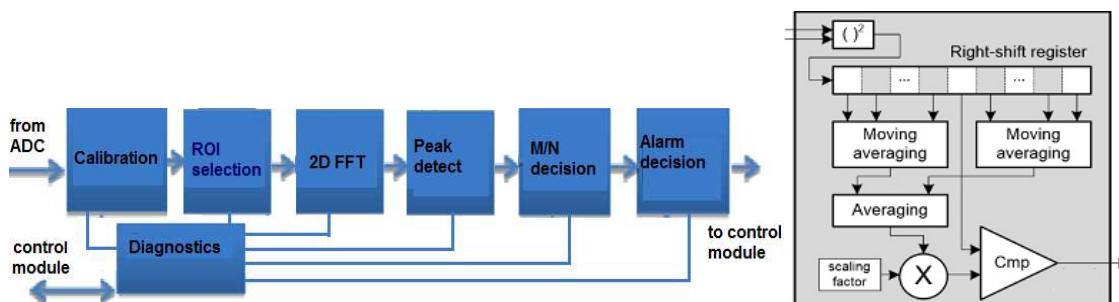 from
ADC
Calibration
ROI
selection
2D FFT
Peak
detect
M/N
decision
Alarm
decision
to control
module
control
module
Diagnostics
( )²
Right-shift register
...
...
Moving
averaging
Moving
averaging
Averaging
scaling
factor
X
Cmp